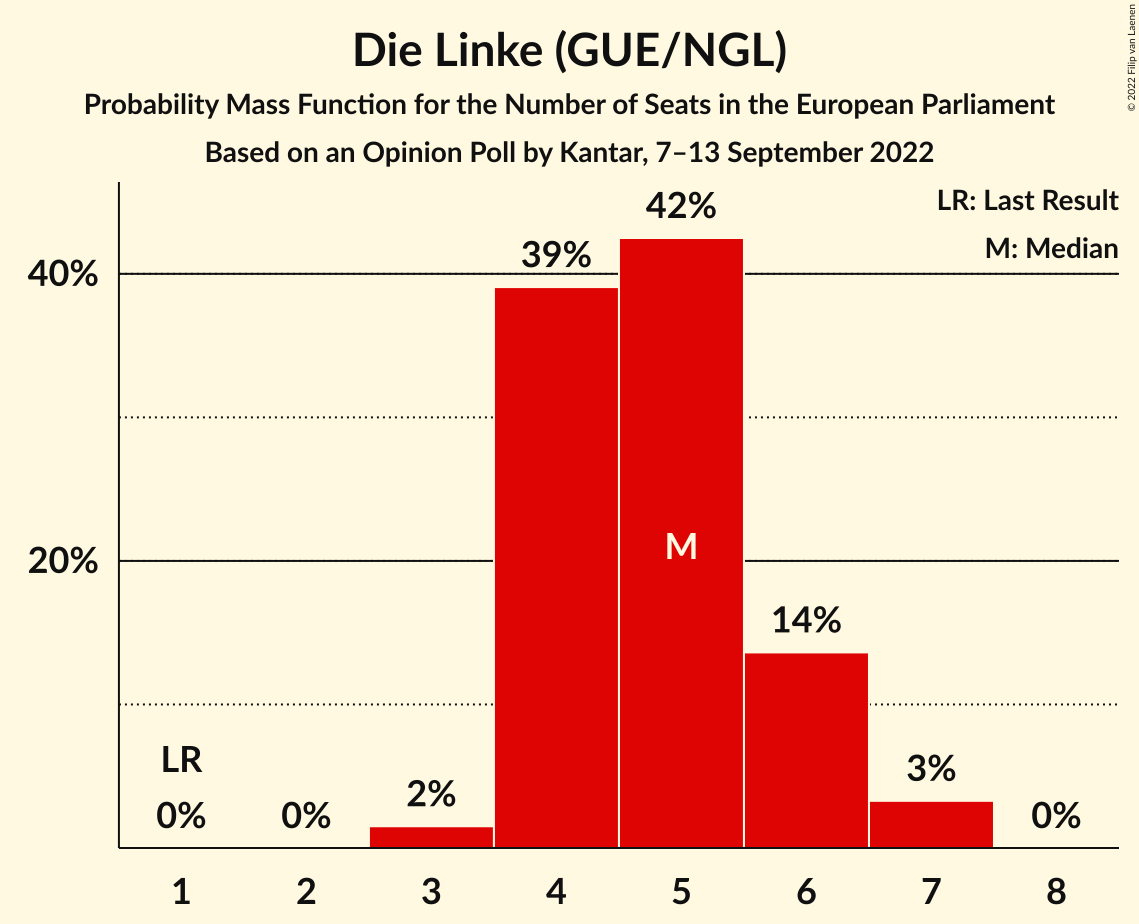 Die Linke (GUE/NGL)
Probability Mass Function for the Number of Seats in the European Parliament
Based on an Opinion Poll by Kantar, 7–13 September 2022
© 2022 Filip van Laenen
LR: Last Result
M: Median
42%
39%
40%
M
20%
14%
LR
3%
2%
0%
0%
0%
1
2
3
4
5
6
7
8